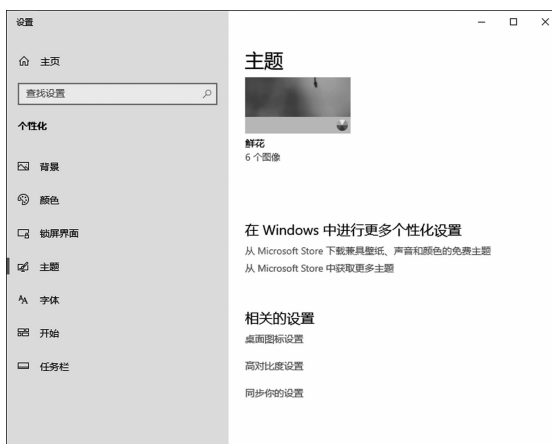 设置
主页
查找设置
个性化
背景
颜色
锁屏界面
主题
字体
开始
任务栏
主题
鲜花
6 个图像
在 Windows 中进行更多个性化设置
从 Microsoft Store 下载兼具壁纸、声音和颜色的免费主题
从 Microsoft Store 中获取更多主题
相关的设置
桌面图标设置
高对比度设置
同步你的设置